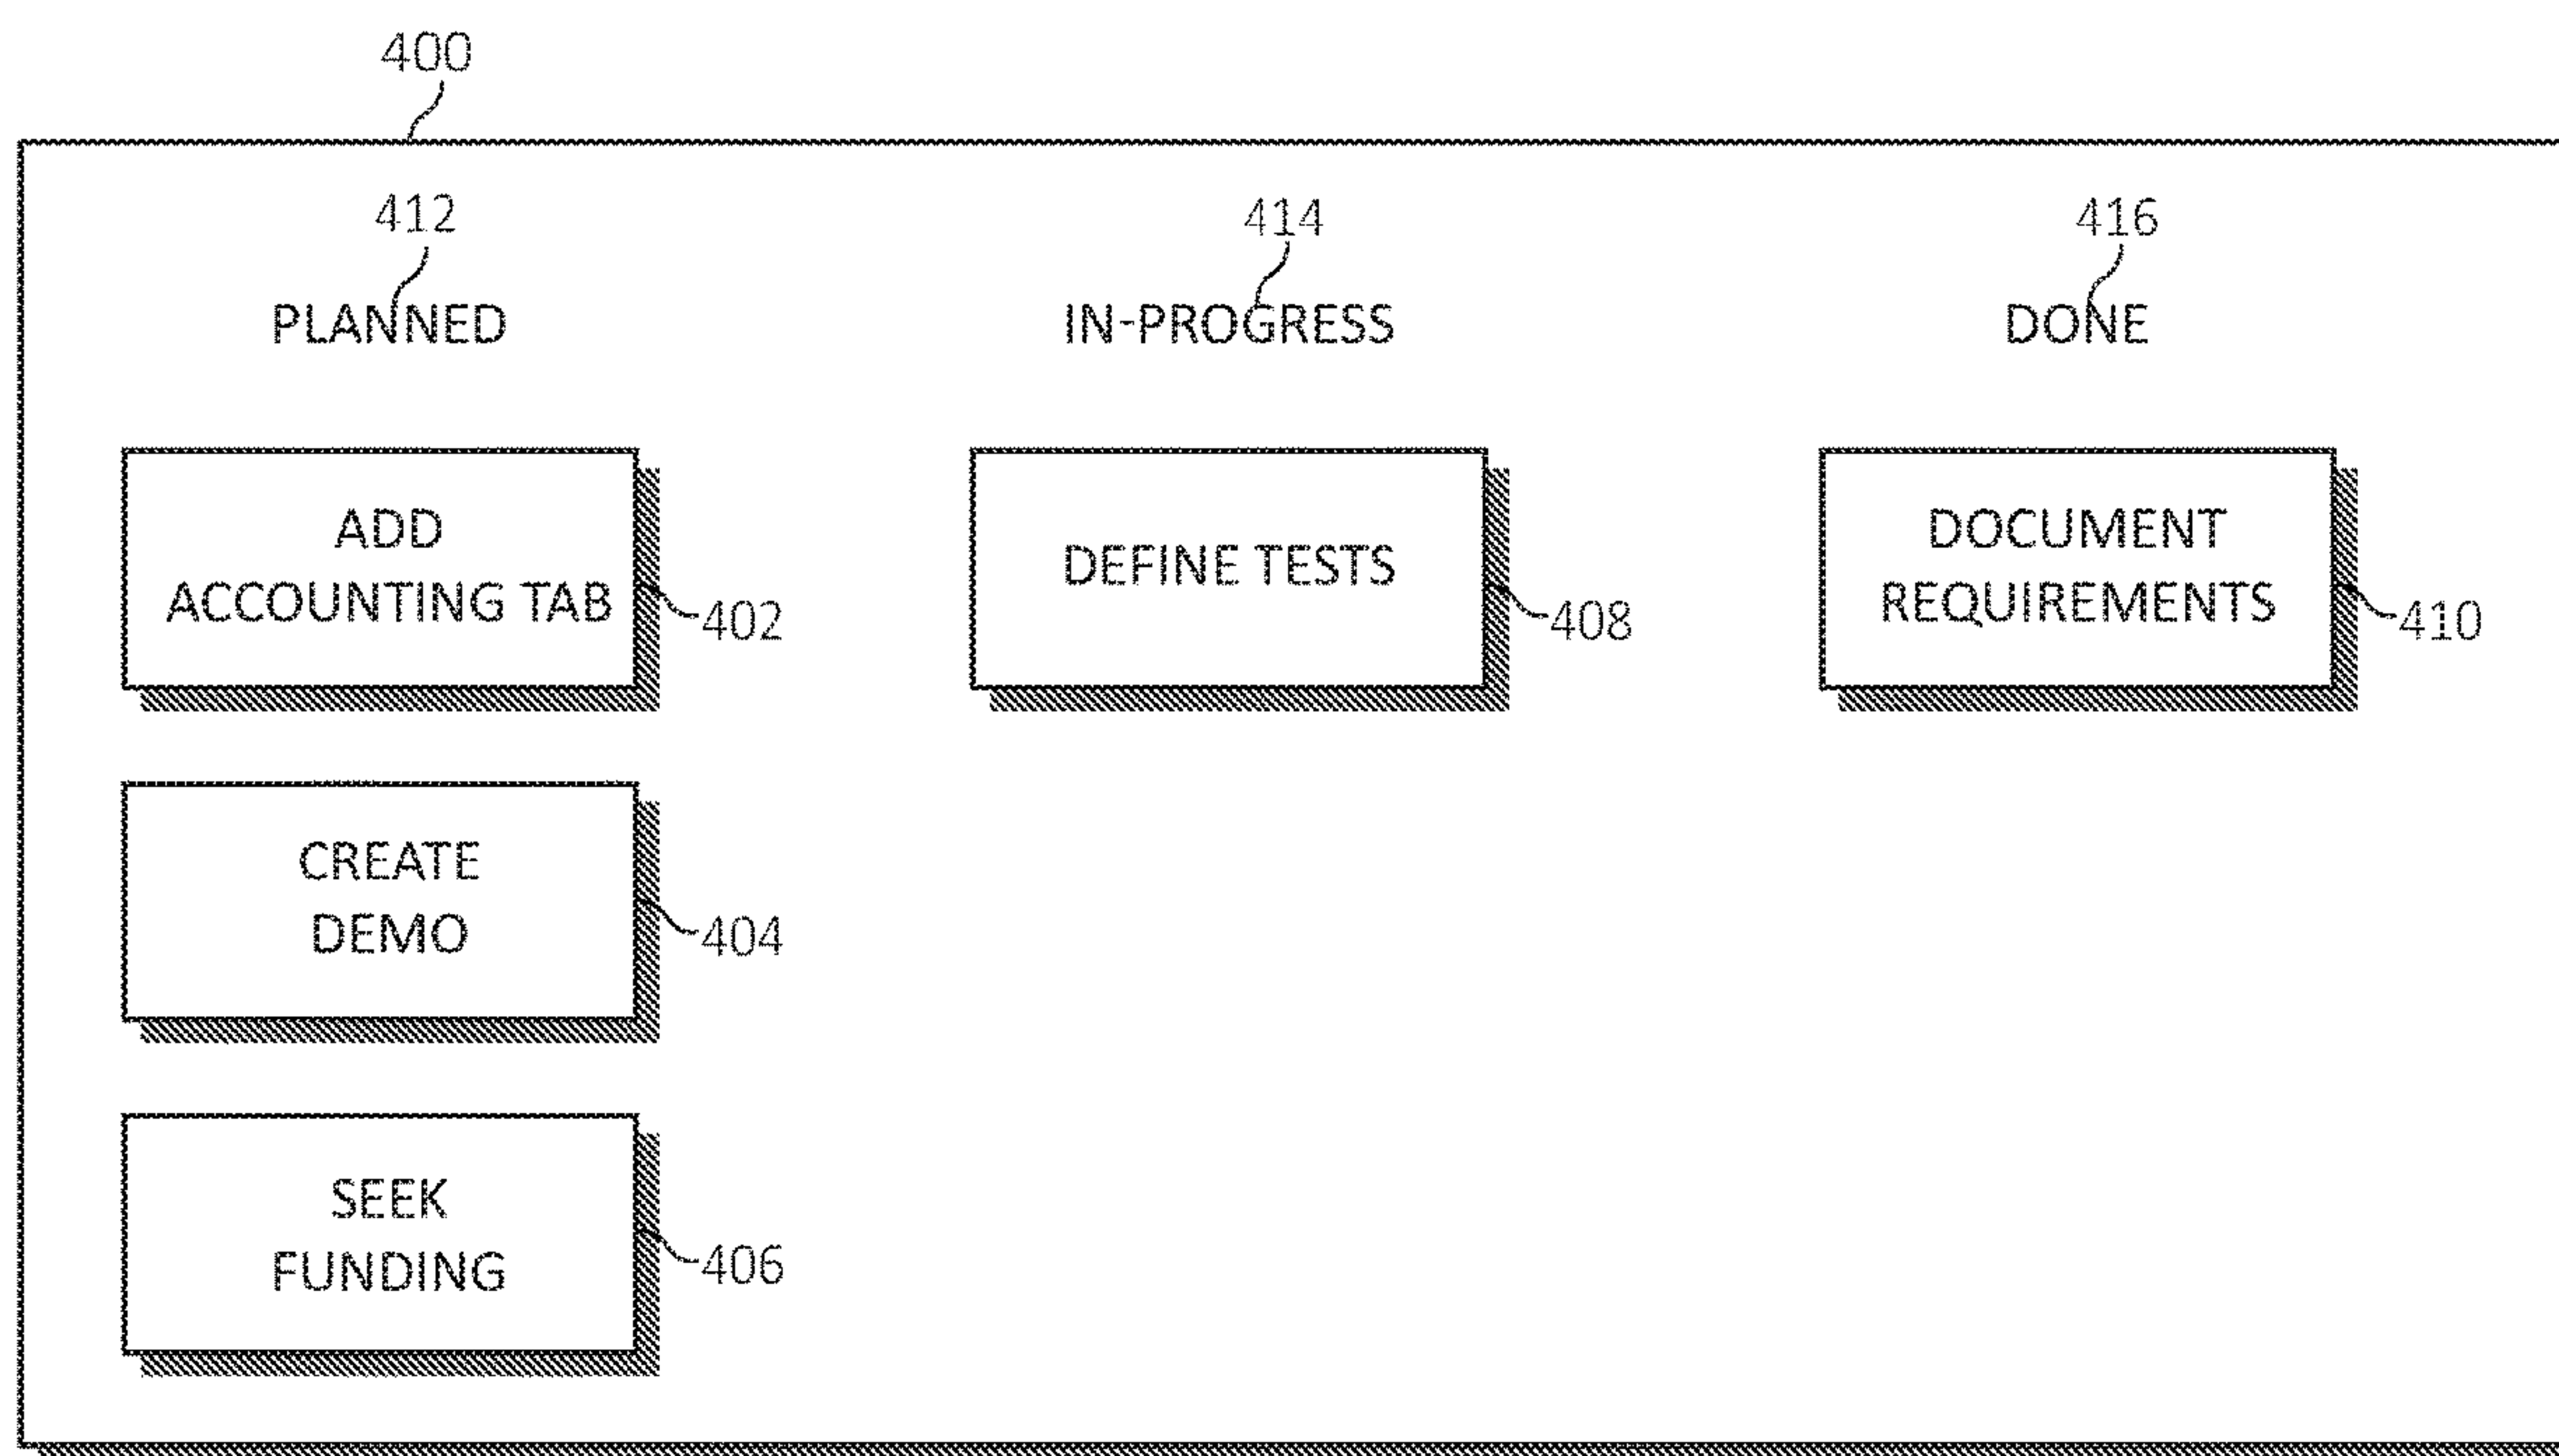 400
412
414
416
PLANNED
IN-PROGRESS
DONE
ADD
ACCOUNTING TAB
402
DEFINE TESTS
408
DOCUMENT
REQUIREMENTS
410
CREATE
DEMO
404
SEEK
FUNDING
406